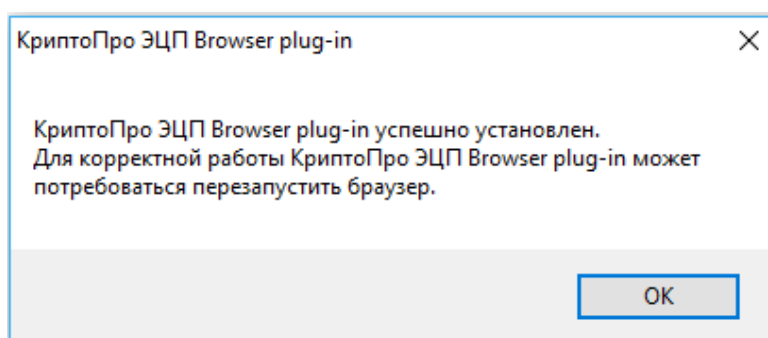 КриптоПро ЭЦП Browser plug-in
КриптоПро ЭЦП Browser plug-in успешно установлен.
Для корректной работы КриптоПро ЭЦП Browser plug-in может
потребоваться перезапустить браузер.
ОК